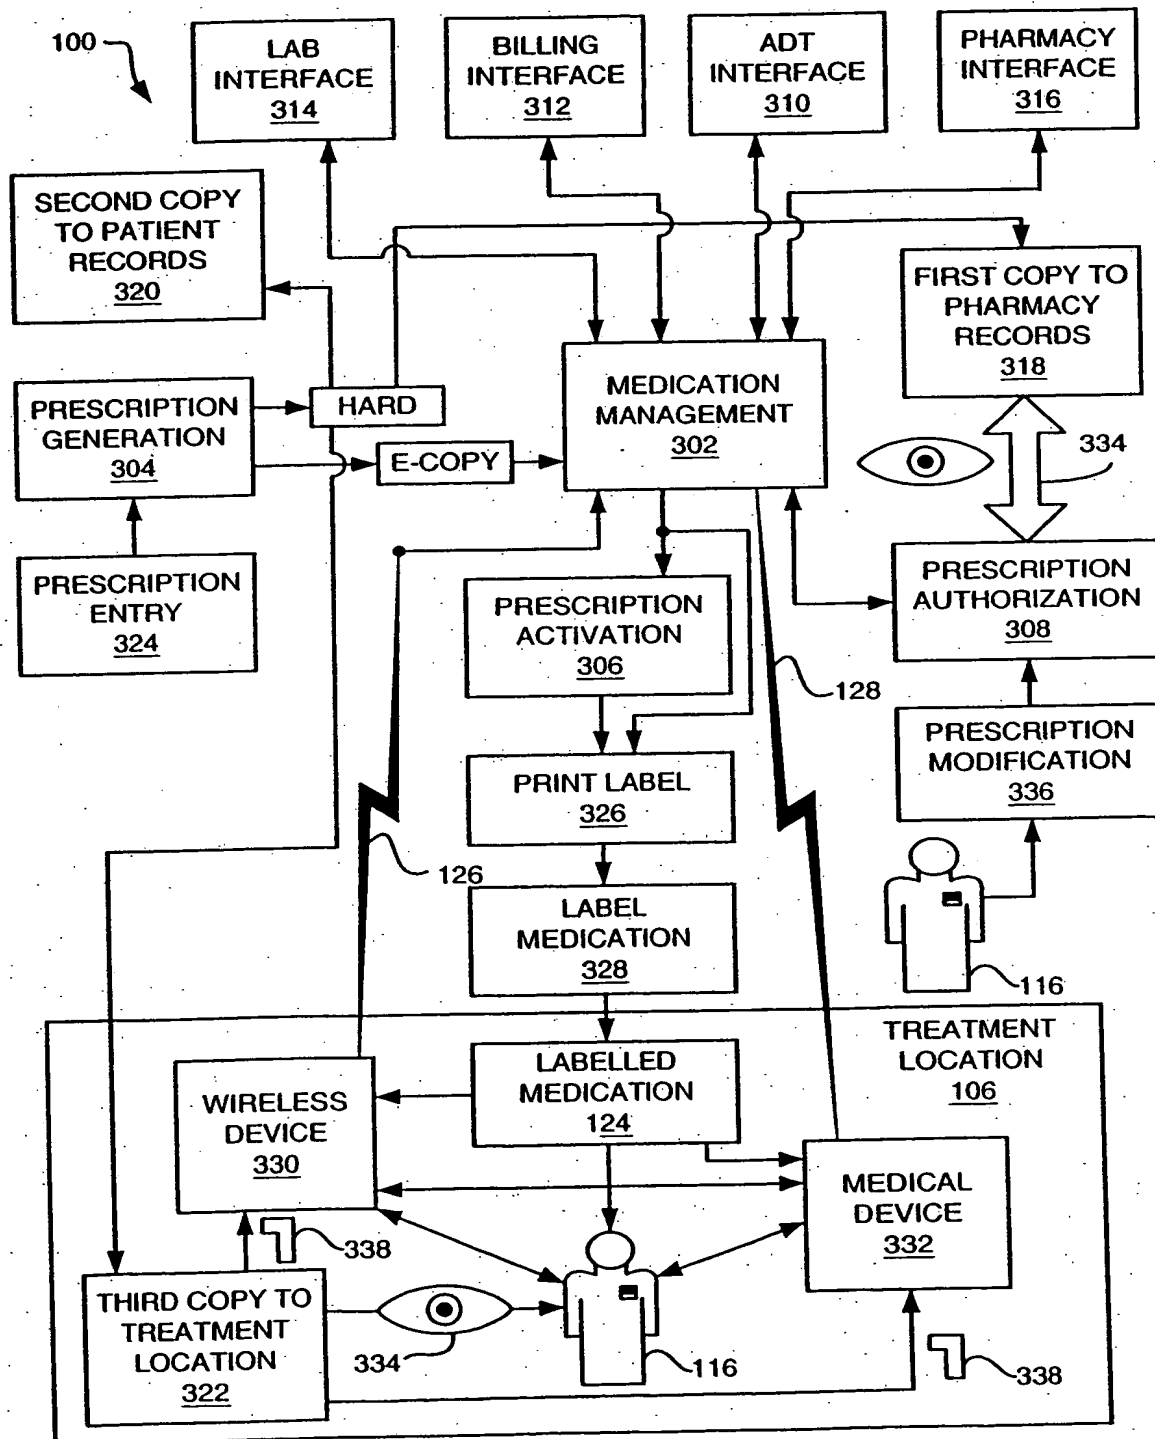 100
LAB
INTERFACE
314
BILLING
INTERFACE
312
ADT
INTERFACE
310
PHARMACY
INTERFACE
316
SECOND COPY
TO PATIENT
RECORDS
320
FIRST COPY TO
PHARMACY
RECORDS
318
PRESCRIPTION
GENERATION
304
HARD
E-COPY
MEDICATION
MANAGEMENT
302
334
PRESCRIPTION
ENTRY
324
PRESCRIPTION
ACTIVATION
306
PRESCRIPTION
AUTHORIZATION
308
128
PRESCRIPTION
MODIFICATION
336
PRINT LABEL
326
126
LABEL
MEDICATION
328
116
TREATMENT
LOCATION
106
LABELLED
MEDICATION
124
WIRELESS
DEVICE
330
MEDICAL
DEVICE
332
338
THIRD COPY TO
TREATMENT
LOCATION
322
334
116
338